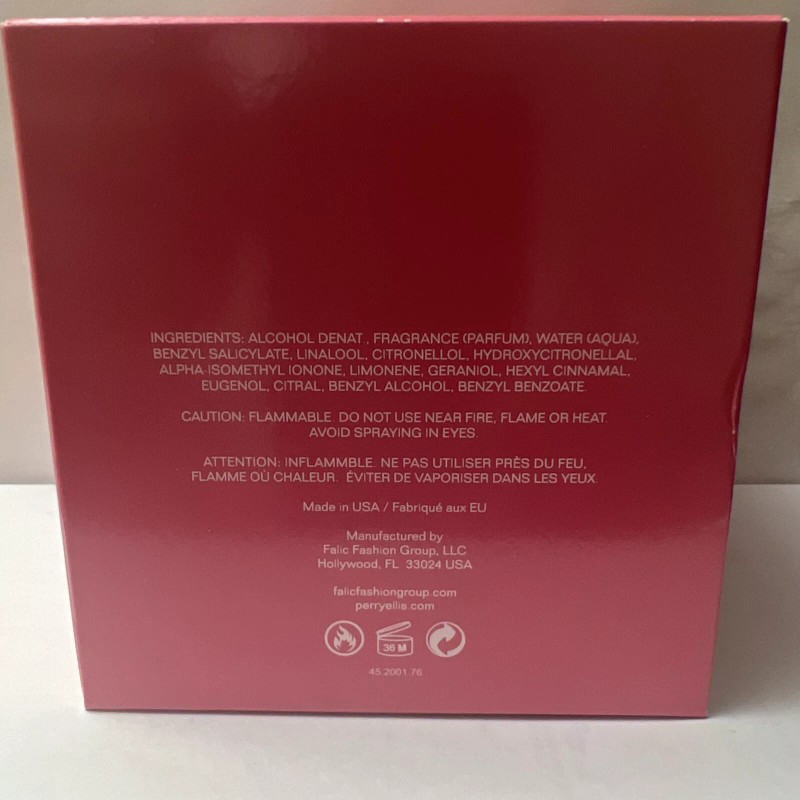 INGREDIENTS: ALCOHOL DENAT., FRAGRANCE (PARFUM), WATER (AQUA),
BENZYL SALICYLATE, LINALOOL, CITRONELLOL, HYDROXYCITRONELLAL,
ALPHA-ISOMETHYL IONONE, LIMONENE, GERANIOL, HEXYL CINNAMAL,
EUGENOL, CITRAL, BENZYL ALCOHOL, BENZYL BENZOATE.
CAUTION: FLAMMABLE. DO NOT USE NEAR FIRE, FLAME OR HEAT.
AVOID SPRAYING IN EYES.
ATTENTION: INFLAMMBLE. NE PAS UTILISER PRÈS DU FEU,
FLAMME OÙ CHALEUR. ÉVITER DE VAPORISER DANS LES YEUX.
Made in USA / Fabriqué aux EU
Manufactured by
Falic Fashion Group, LLC
Hollywood, FL 33024 USA
falicfashiongroup.com
perryellis.com
36 M
45.2001.76